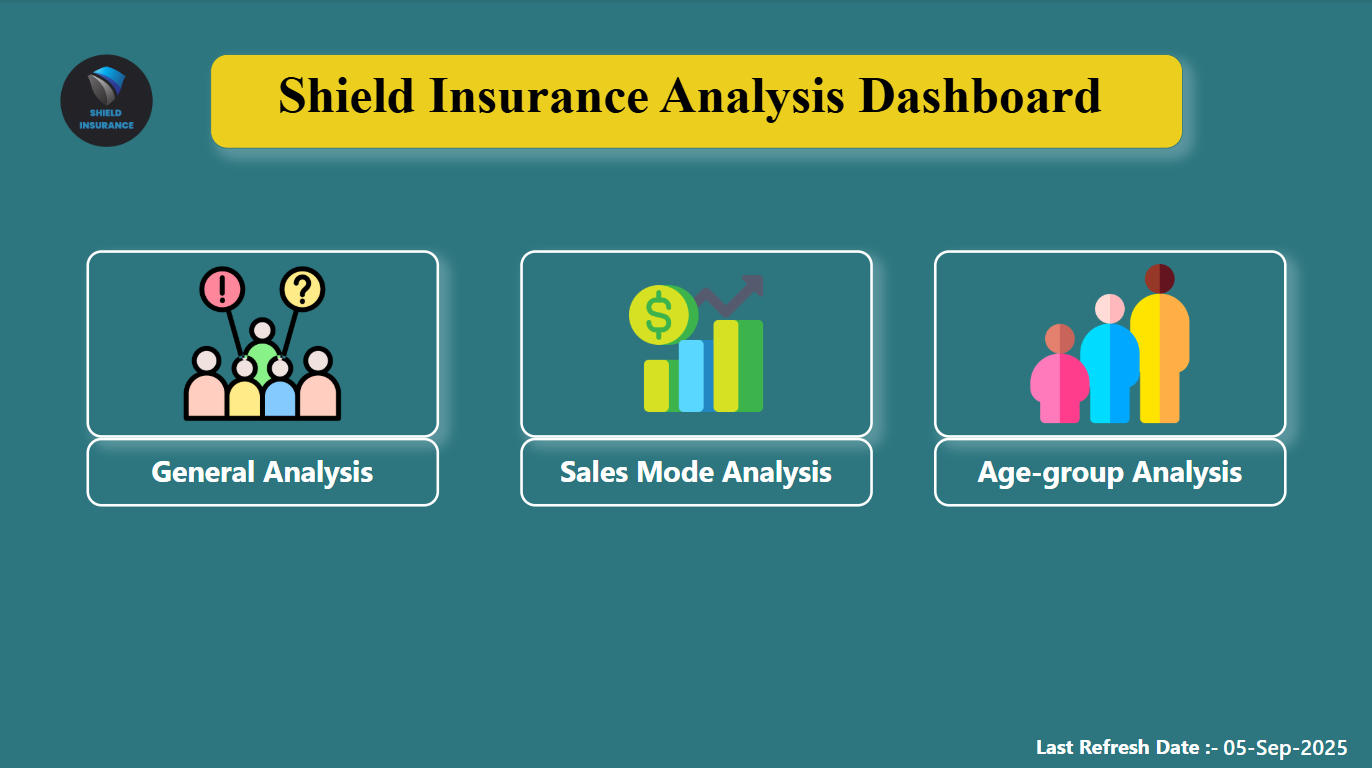 SHIELD
INSURANCE
Shield Insurance Analysis Dashboard
!
?
$
General Analysis
Sales Mode Analysis
Age-group Analysis
Last Refresh Date :- 05-Sep-2025